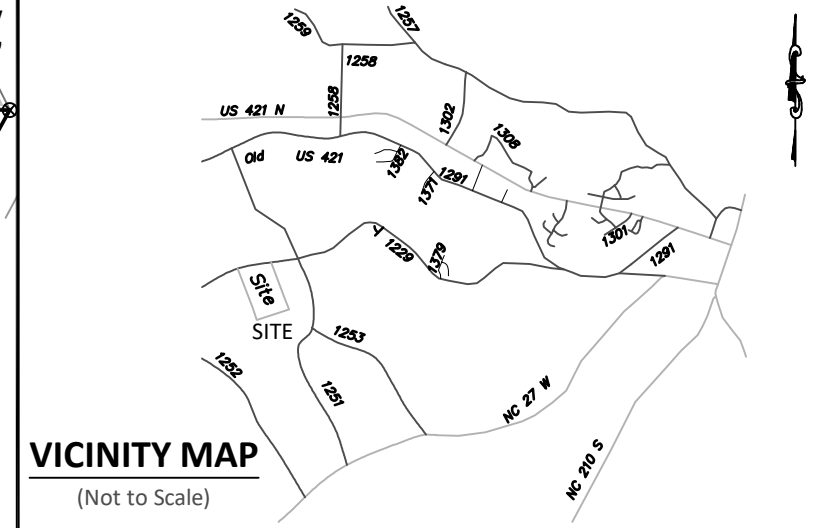 1259
1257
1258
1258
US 421 N
1302
1308
Old US 421
1382
1371
1291
1229
1379
1301
1291
Site
SITE
1253
1252
1251
NC 27 W
NC 210 S
VICINITY MAP
(Not to Scale)